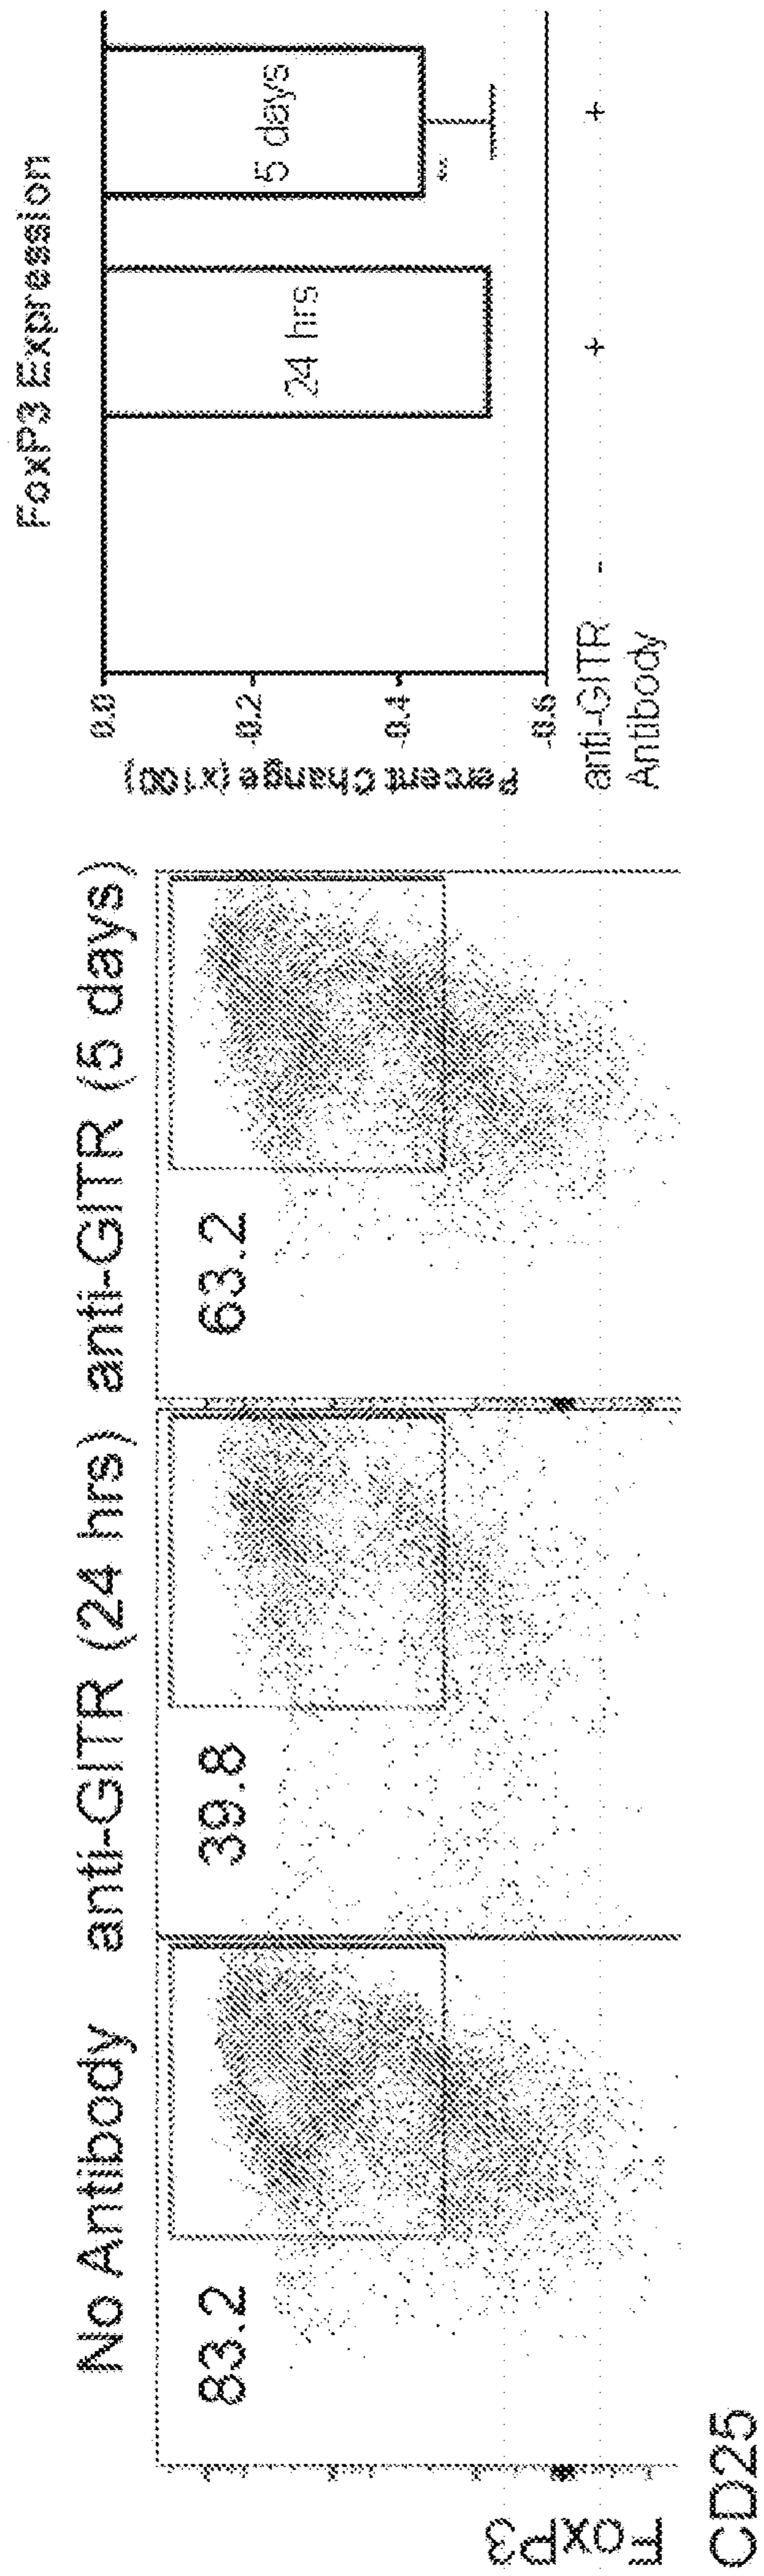 No Antibody
anti-GITR (24 hrs)
anti-GITR (5 days)
83.2
39.8
63.2
FoxP3
CD25
FoxP3 Expression
Percent Change (x100)
0.0
-0.2
-0.4
-0.6
24 hrs
5 days
**
anti-GITR
Antibody
- + +